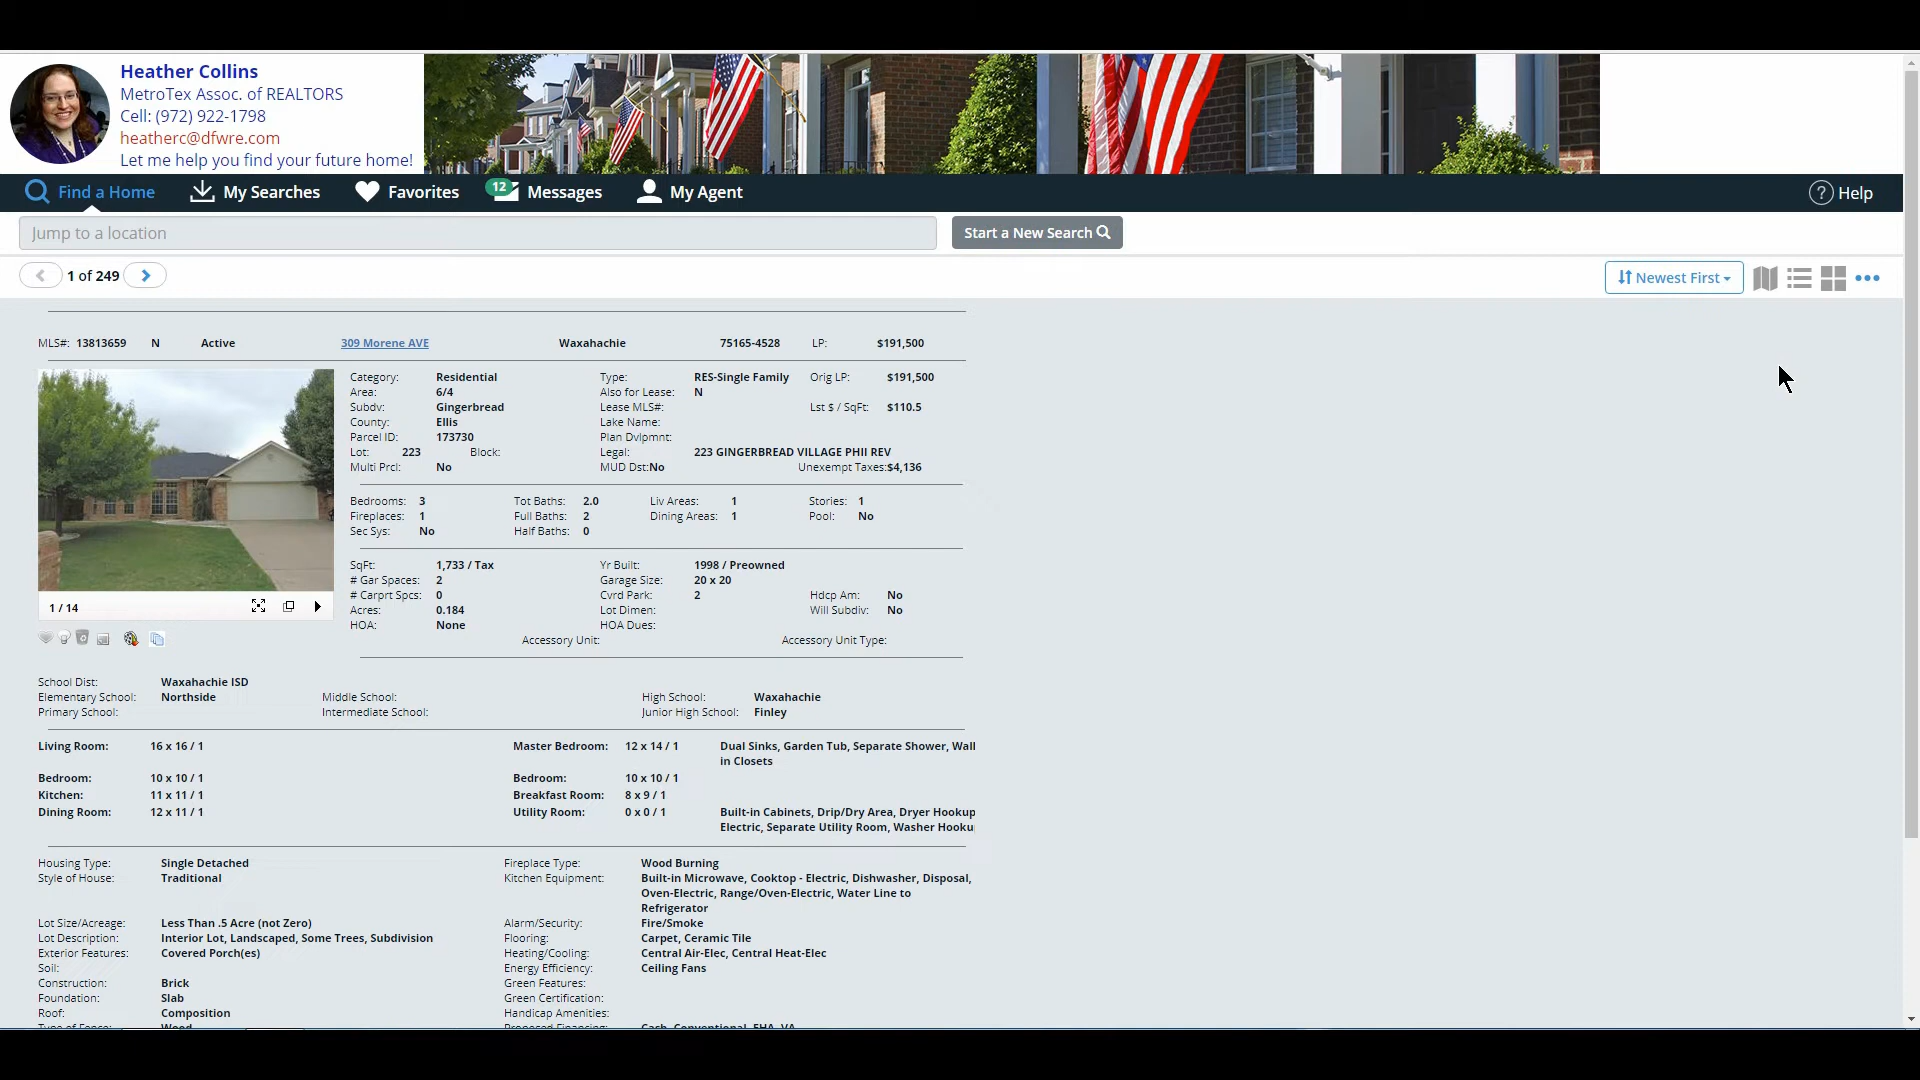 Heather Collins
MetroTex Assoc. of REALTORS
Cell: (972) 922-1798
heatherc@dfwre.com
Let me help you find your future home!
Find a Home My Searches Favorites 12 Messages My Agent ? Help
Jump to a location Start a New Search
1 of 249 Newest First
MLS#: 13813659 N Active 309 Morene AVE Waxahachie 75165-4528 LP: $191,500
Category: Residential Type: RES-Single Family Orig LP: $191,500
Area: 6/4 Also for Lease: N
Subdv: Gingerbread Lease MLS#: Lst $ / SqFt: $110.5
County: Ellis Lake Name:
Parcel ID: 173730 Plan Dvlpmnt:
Lot: 223 Block: Legal: 223 GINGERBREAD VILLAGE PHII REV
Multi Prcl: No MUD Dst:No Unexempt Taxes:$4,136
Bedrooms: 3 Tot Baths: 2.0 Liv Areas: 1 Stories: 1
Fireplaces: 1 Full Baths: 2 Dining Areas: 1 Pool: No
Sec Sys: No Half Baths: 0
SqFt: 1,733 / Tax Yr Built: 1998 / Preowned
# Gar Spaces: 2 Garage Size: 20 x 20
# Carprt Spcs: 0 Cvrd Park: 2 Hdcp Am: No
Acres: 0.184 Lot Dimen: Will Subdiv: No
HOA: None HOA Dues:
Accessory Unit: Accessory Unit Type:
1 / 14
School Dist: Waxahachie ISD
Elementary School: Northside Middle School: High School: Waxahachie
Primary School: Intermediate School: Junior High School: Finley
Living Room: 16 x 16 / 1 Master Bedroom: 12 x 14 / 1 Dual Sinks, Garden Tub, Separate Shower, Wal
in Closets
Bedroom: 10 x 10 / 1 Bedroom: 10 x 10 / 1
Kitchen: 11 x 11 / 1 Breakfast Room: 8 x 9 / 1
Dining Room: 12 x 11 / 1 Utility Room: 0 x 0 / 1 Built-in Cabinets, Drip/Dry Area, Dryer Hookup
Electric, Separate Utility Room, Washer Hooku
Housing Type: Single Detached Fireplace Type: Wood Burning
Style of House: Traditional Kitchen Equipment: Built-in Microwave, Cooktop - Electric, Dishwasher, Disposal,
Oven-Electric, Range/Oven-Electric, Water Line to
Refrigerator
Lot Size/Acreage: Less Than .5 Acre (not Zero) Alarm/Security: Fire/Smoke
Lot Description: Interior Lot, Landscaped, Some Trees, Subdivision Flooring: Carpet, Ceramic Tile
Exterior Features: Covered Porch(es) Heating/Cooling: Central Air-Elec, Central Heat-Elec
Soil: Energy Efficiency: Ceiling Fans
Construction: Brick Green Features:
Foundation: Slab Green Certification:
Roof: Composition Handicap Amenities:
Type of Fence: Wood Proposed Financing: Cash, Conventional, FHA, VA